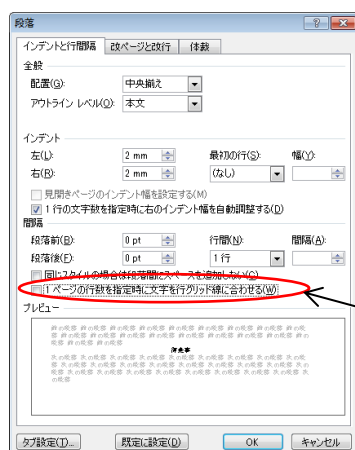 段落
インデントと行間隔 改ページと改行 体裁
全般
配置(G): 中央揃え
アウトライン レベル(O): 本文
インデント
左(L): 2 mm 最初の行(S): 幅(Y):
右(R): 2 mm (なし)
見開きページのインデント幅を設定する(M)
1 行の文字数を指定時に右のインデント幅を自動調整する(D)
間隔
段落前(B): 0 pt 行間(N): 間隔(A):
段落後(F): 0 pt 1 行
同じスタイルの場合は段落間にスペースを追加しない(C)
1 ページの行数を指定時に文字を行グリッド線に合わせる(W)
プレビュー
タブ設定(T)... 既定に設定(D) OK キャンセル